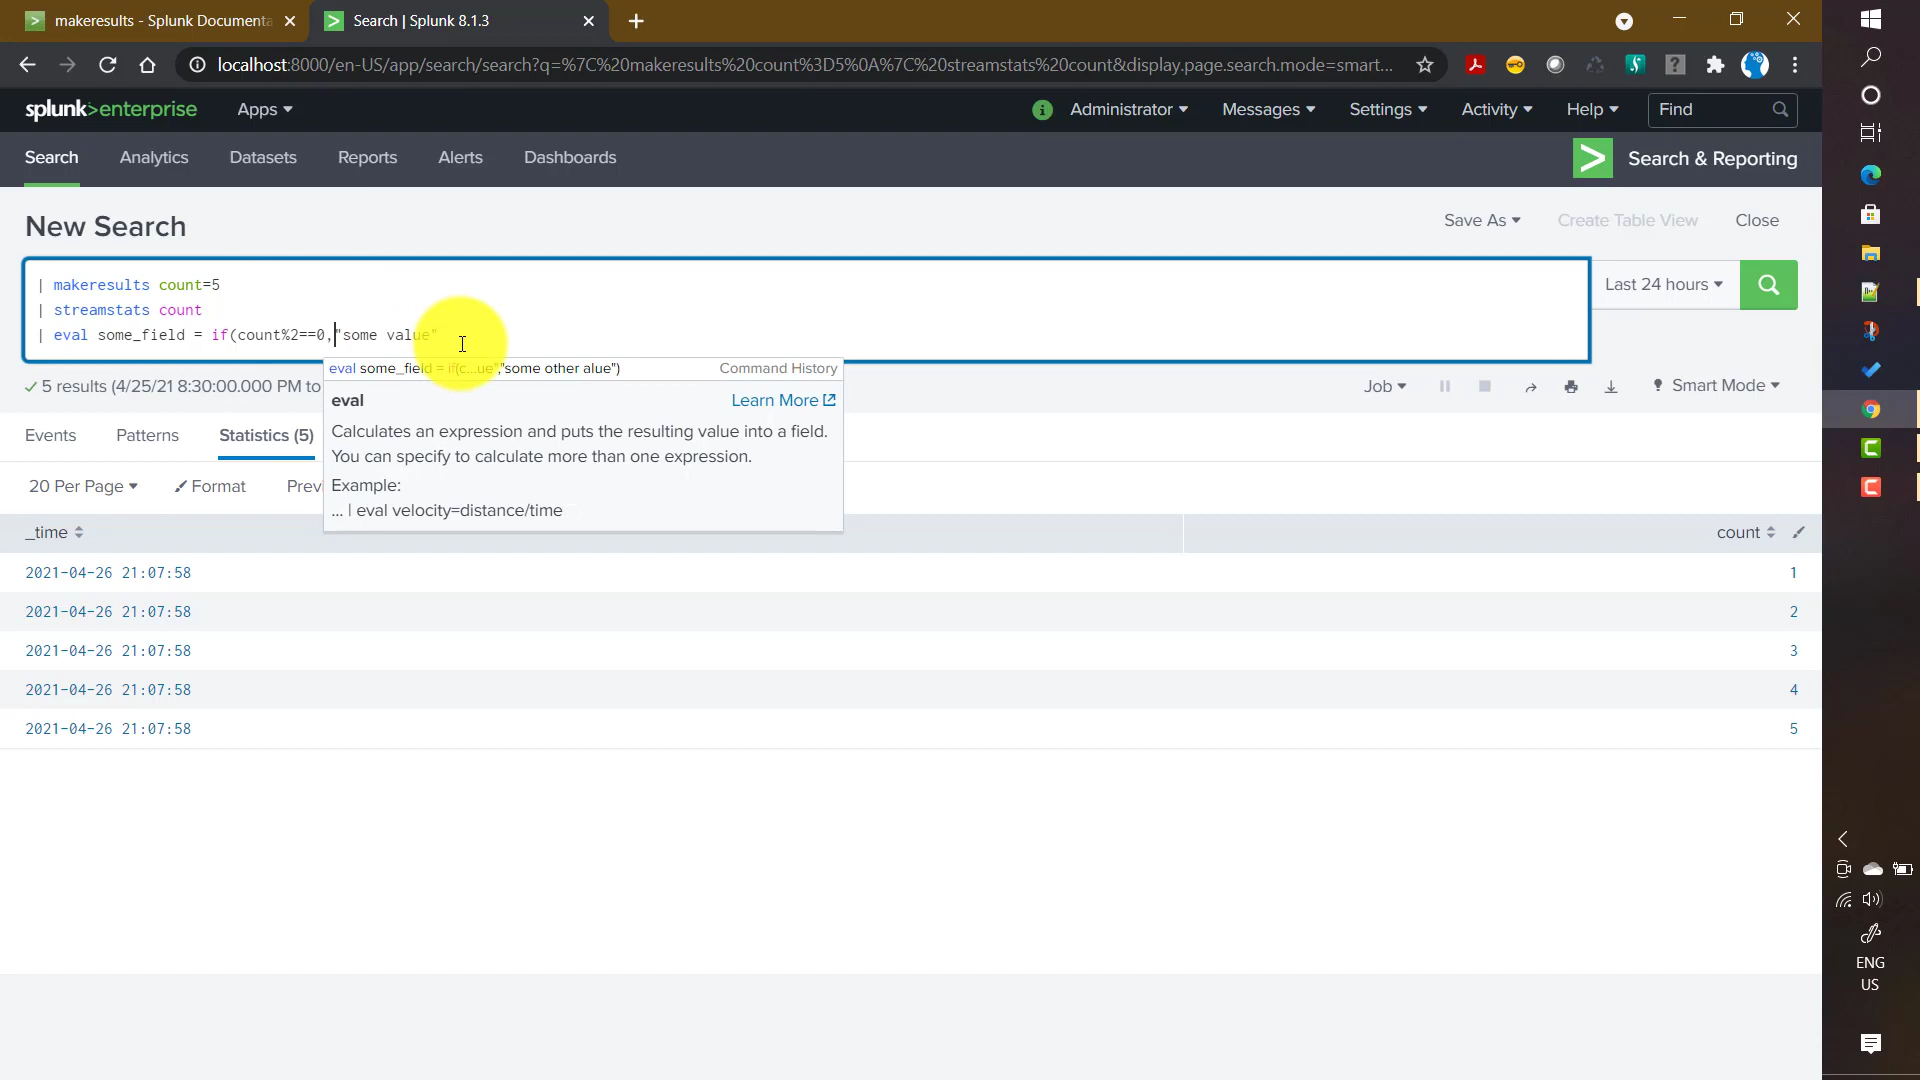 makeresults - Splunk Documenta
Search | Splunk 8.1.3
localhost:8000/en-US/app/search/search?q=%7C%20makeresults%20count%3D5%0A%7C%20streamstats%20count&display.page.search.mode=smart...
splunk>enterprise
Apps
i
Administrator
Messages
Settings
Activity
Help
Find
Search
Analytics
Datasets
Reports
Alerts
Dashboards
Search & Reporting
New Search
Save As
Create Table View
Close
| makeresults count=5
| streamstats count
| eval some_field = if(count%2==0,"some value"
Last 24 hours
eval some_field = if(c...ue","some other alue")
Command History
5 results (4/25/21 8:30:00.000 PM to
Job
Smart Mode
eval
Learn More
Calculates an expression and puts the resulting value into a field.
You can specify to calculate more than one expression.
Example:
... | eval velocity=distance/time
Events
Patterns
Statistics (5)
20 Per Page
Format
Previ
_time
count
2021-04-26 21:07:58
1
2021-04-26 21:07:58
2
2021-04-26 21:07:58
3
2021-04-26 21:07:58
4
2021-04-26 21:07:58
5
ENG
US